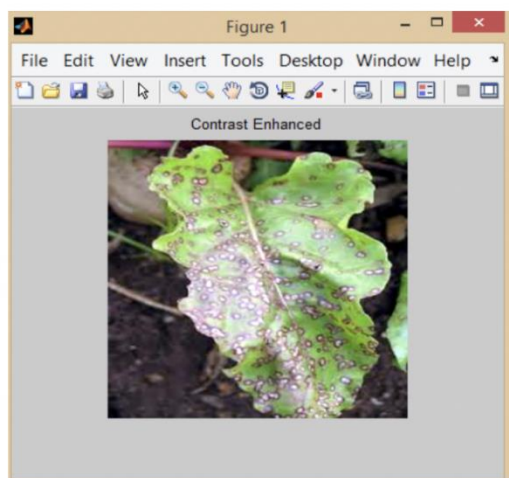 Figure 1
File Edit View Insert Tools Desktop Window Help
Contrast Enhanced